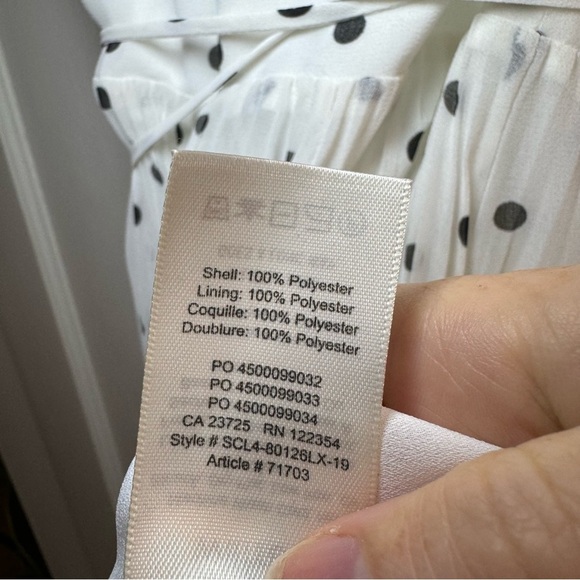 Shell: 100% Polyester
Lining: 100% Polyester
Coquille: 100% Polyester
Doublure: 100% Polyester
PO 4500099032
PO 4500099033
PO 4500099034
CA 23725 RN 122354
Style # SCL4-80126LX-19
Article # 71703